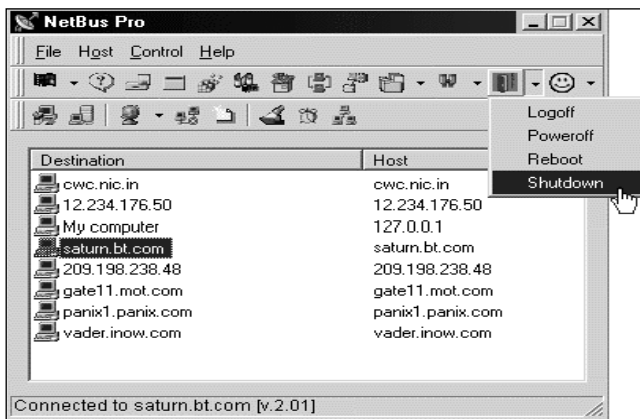 NetBus Pro
File Host Control Help
Logoff
Poweroff
Reboot
Shutdown
Destination Host
cwc.nic.in cwc.nic.in
12.234.176.50 12.234.176.50
My computer 127.0.0.1
saturn.bt.com saturn.bt.com
209.198.238.48 209.198.238.48
gate11.mot.com gate11.mot.com
panix1.panix.com panix1.panix.com
vader.inow.com vader.inow.com
Connected to saturn.bt.com [v.2.01]